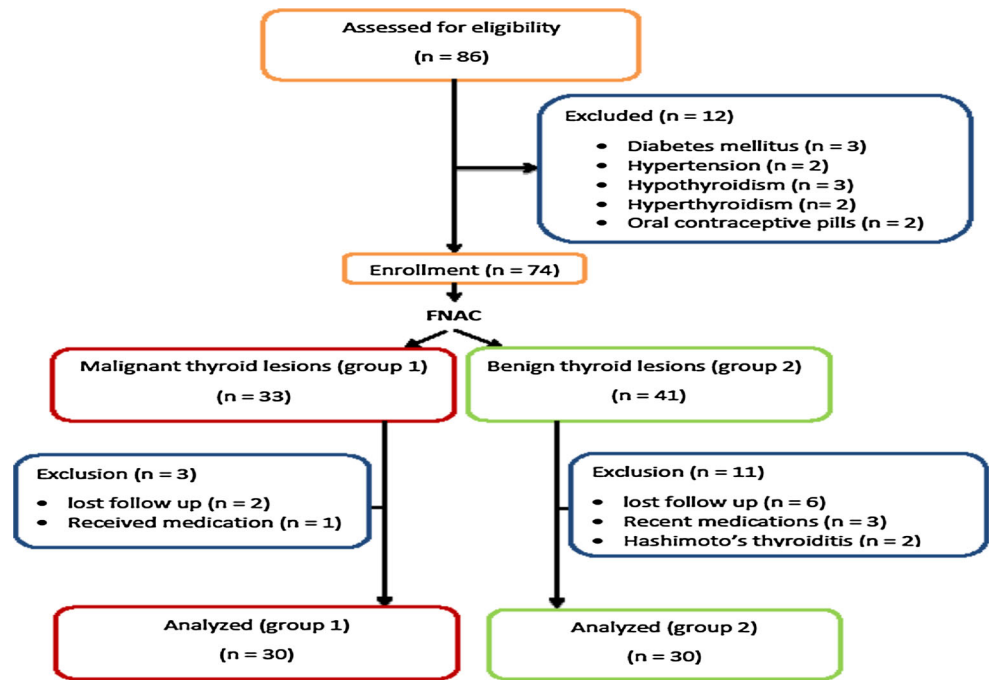 Assessed for eligibility
(n = 86)
Excluded (n = 12)
• Diabetes mellitus (n = 3)
• Hypertension (n = 2)
• Hypothyroidism (n = 3)
• Hyperthyroidism (n= 2)
• Oral contraceptive pills (n = 2)
Enrollment (n = 74)
FNAC
Malignant thyroid lesions (group 1)
(n = 33)
Benign thyroid lesions (group 2)
(n = 41)
Exclusion (n = 3)
• lost follow up (n = 2)
• Received medication (n = 1)
Exclusion (n = 11)
• lost follow up (n = 6)
• Recent medications (n = 3)
• Hashimoto's thyroiditis (n = 2)
Analyzed (group 1)
(n = 30)
Analyzed (group 2)
(n = 30)